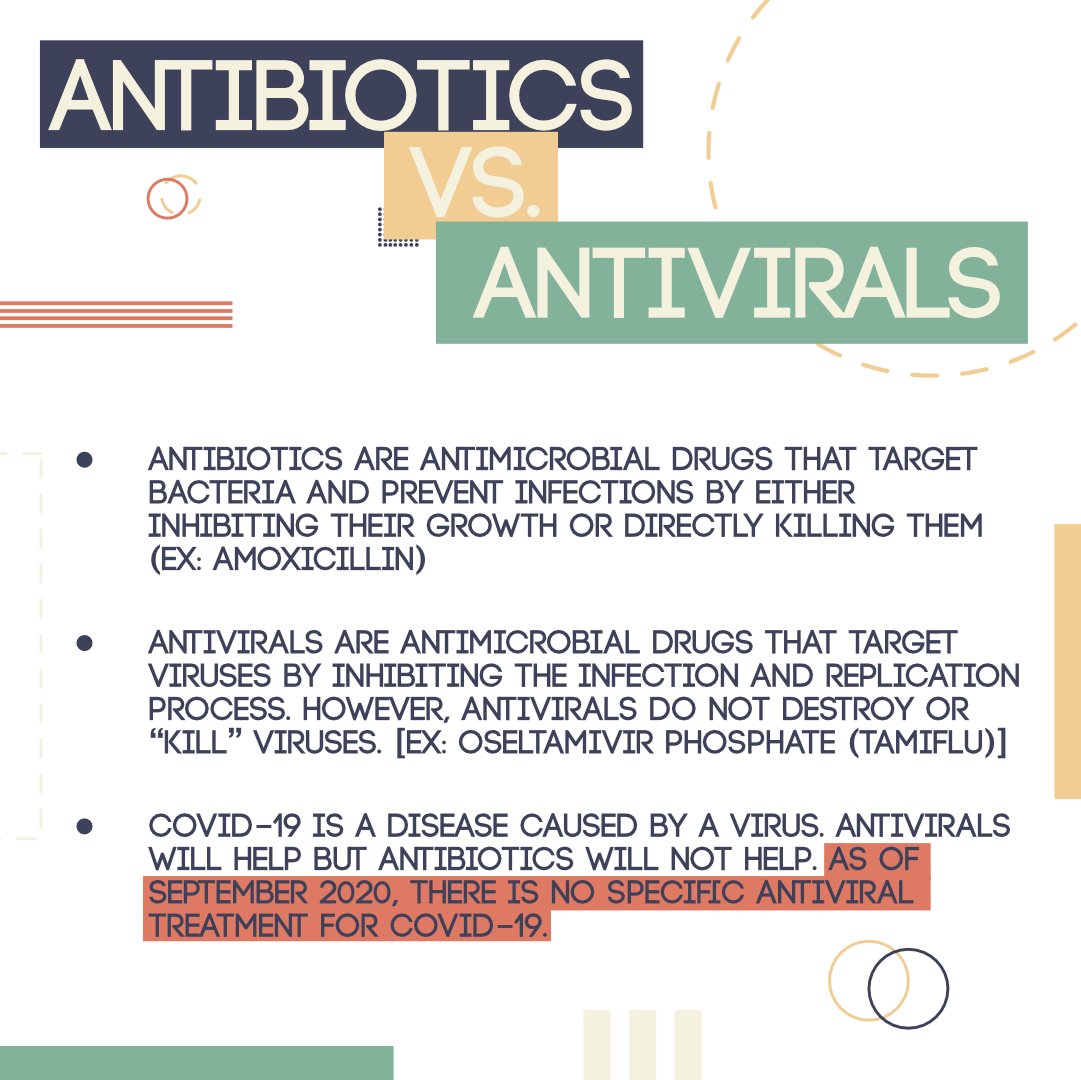 ANTIBIOTICS
VS.
ANTIVIRALS
● ANTIBIOTICS ARE ANTIMICROBIAL DRUGS THAT TARGET
BACTERIA AND PREVENT INFECTIONS BY EITHER
INHIBITING THEIR GROWTH OR DIRECTLY KILLING THEM
(EX: AMOXICILLIN)
● ANTIVIRALS ARE ANTIMICROBIAL DRUGS THAT TARGET
VIRUSES BY INHIBITING THE INFECTION AND REPLICATION
PROCESS. HOWEVER, ANTIVIRALS DO NOT DESTROY OR
“KILL” VIRUSES. [EX: OSELTAMIVIR PHOSPHATE (TAMIFLU)]
● COVID-19 IS A DISEASE CAUSED BY A VIRUS. ANTIVIRALS
WILL HELP BUT ANTIBIOTICS WILL NOT HELP. AS OF
SEPTEMBER 2020, THERE IS NO SPECIFIC ANTIVIRAL
TREATMENT FOR COVID-19.